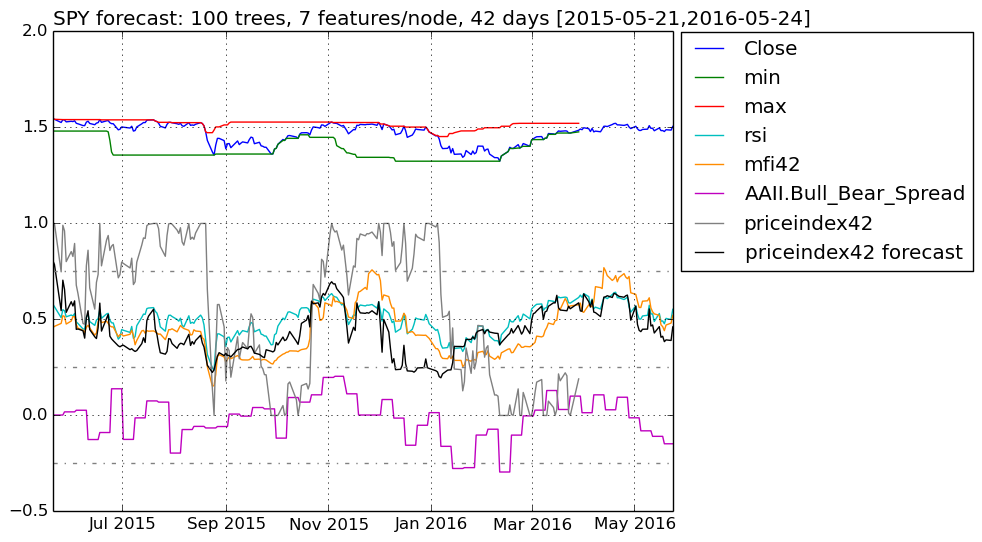 SPY forecast: 100 trees, 7 features/node, 42 days [2015-05-21,2016-05-24]
2.0
1.5
1.0
0.5
0.0
−0.5
Jul 2015 Sep 2015 Nov 2015 Jan 2016 Mar 2016 May 2016
Close
min
max
rsi
mfi42
AAII.Bull_Bear_Spread
priceindex42
priceindex42 forecast